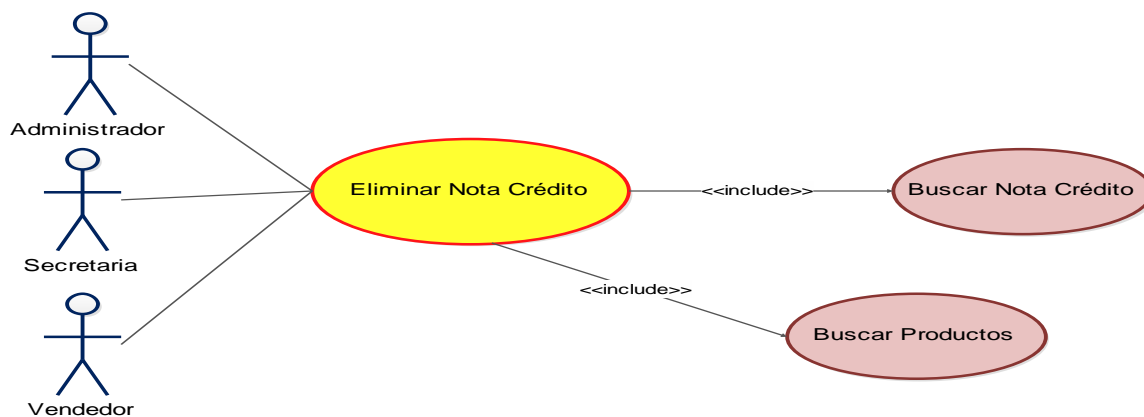 Administrador
Secretaria
Vendedor
Eliminar Nota Crédito
<<include>>
Buscar Nota Crédito
<<include>>
Buscar Productos